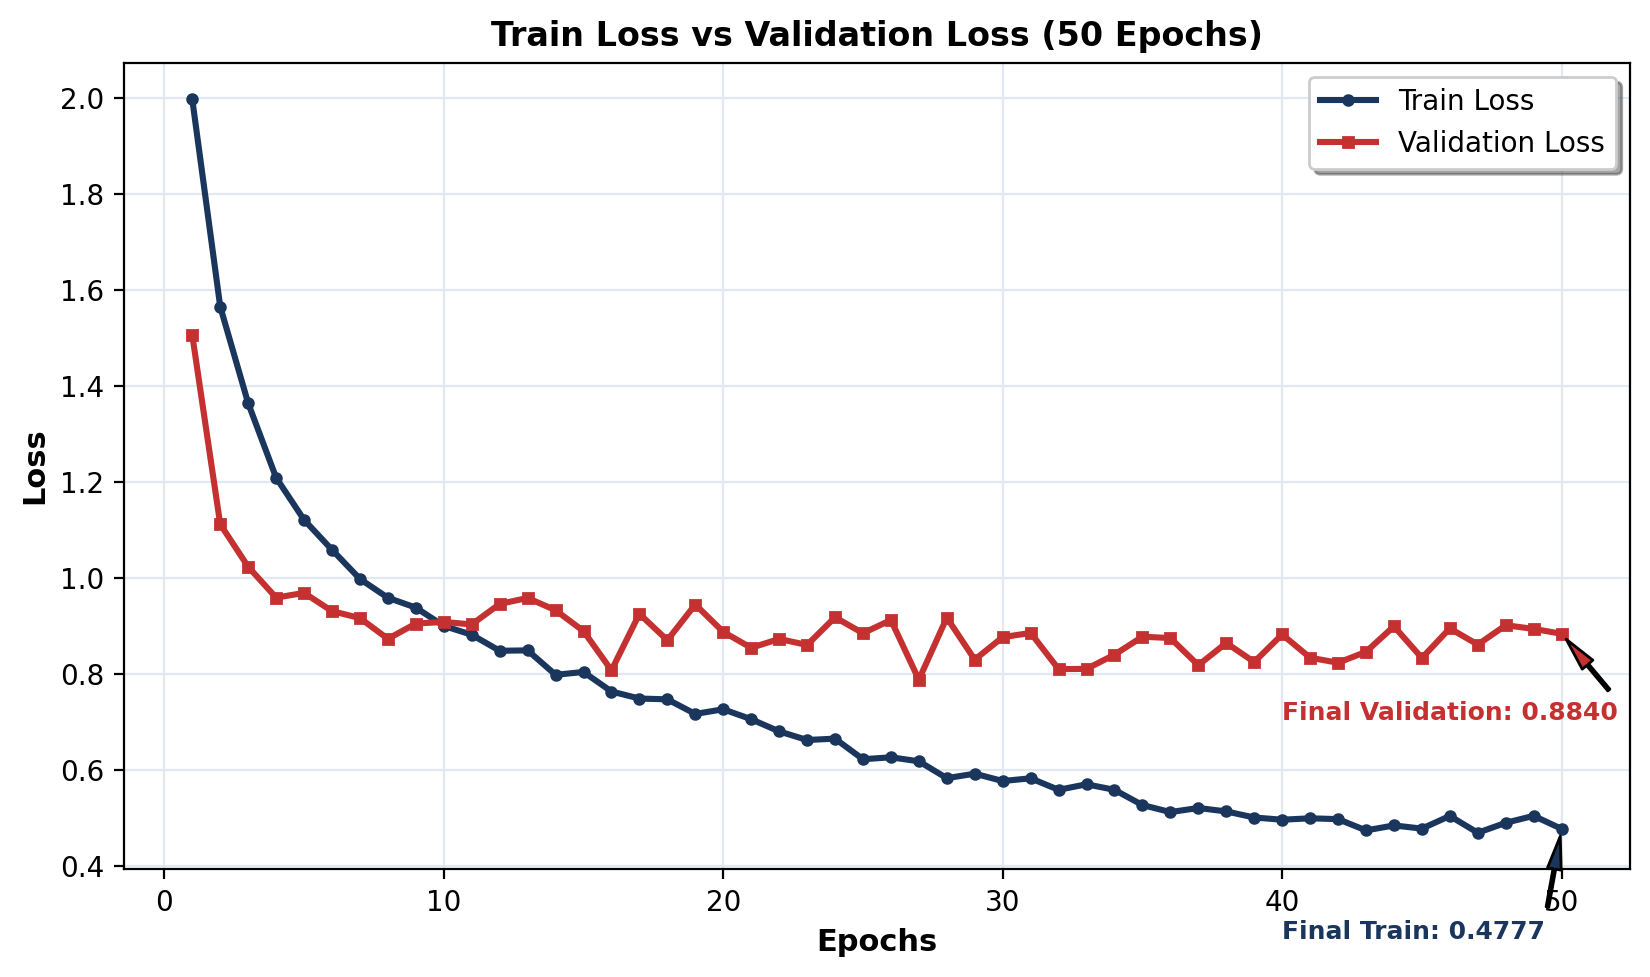 Train Loss vs Validation Loss (50 Epochs)
Train Loss
Validation Loss
2.0
1.8
1.6
1.4
1.2
1.0
0.8
0.6
0.4
Loss
Final Validation: 0.8840
0 10 20 30 40 50
Final Train: 0.4777
Epochs